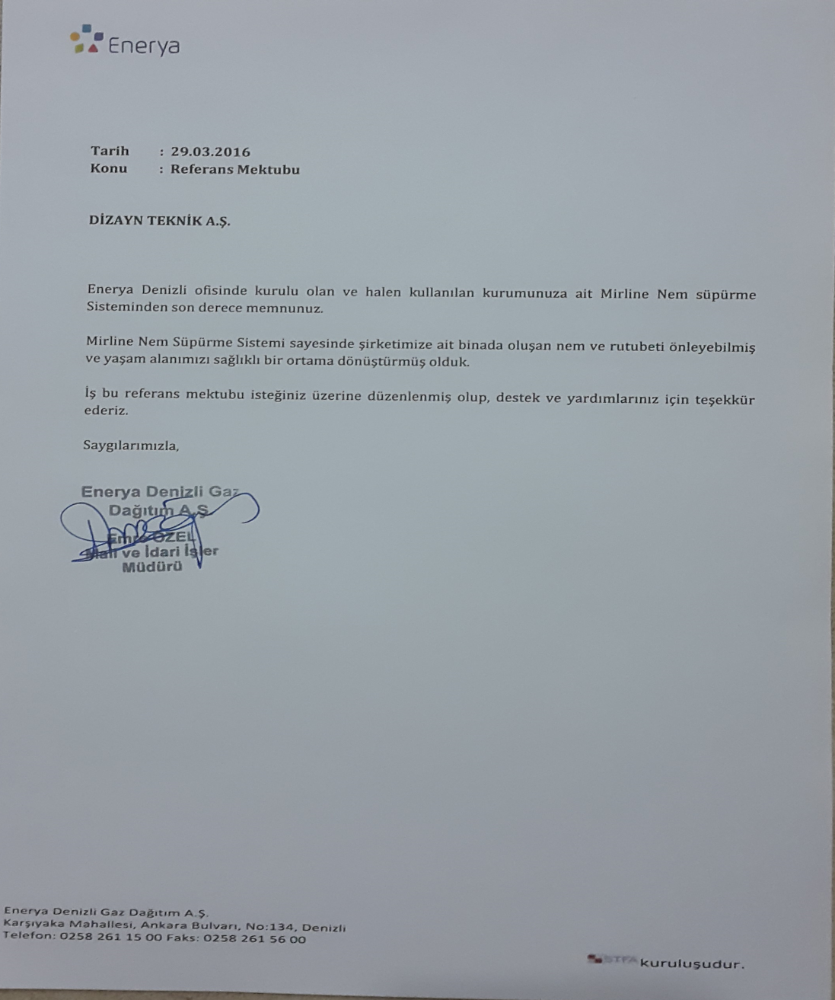 Enerya
Tarih : 29.03.2016
Konu : Referans Mektubu
DİZAYN TEKNİK A.Ş.
Enerya Denizli ofisinde kurulu olan ve halen kullanılan kurumunuza ait Mirline Nem süpürme
Sisteminden son derece memnunuz.
Mirline Nem Süpürme Sistemi sayesinde şirketimize ait binada oluşan nem ve rutubeti önleyebilmiş
ve yaşam alanımızı sağlıklı bir ortama dönüştürmüş olduk.
İş bu referans mektubu isteğiniz üzerine düzenlenmiş olup, destek ve yardımlarınız için teşekkür
ederiz.
Saygılarımızla,
Enerya Denizli Gaz
Dağıtım A.Ş
Emre ÖZEL
Mali ve İdari İşler
Müdürü
Enerya Denizli Gaz Dağıtım A.Ş.
Karşıyaka Mahallesi, Ankara Bulvarı, No:134, Denizli
Telefon: 0258 261 15 00 Faks: 0258 261 56 00
STFA kuruluşudur.